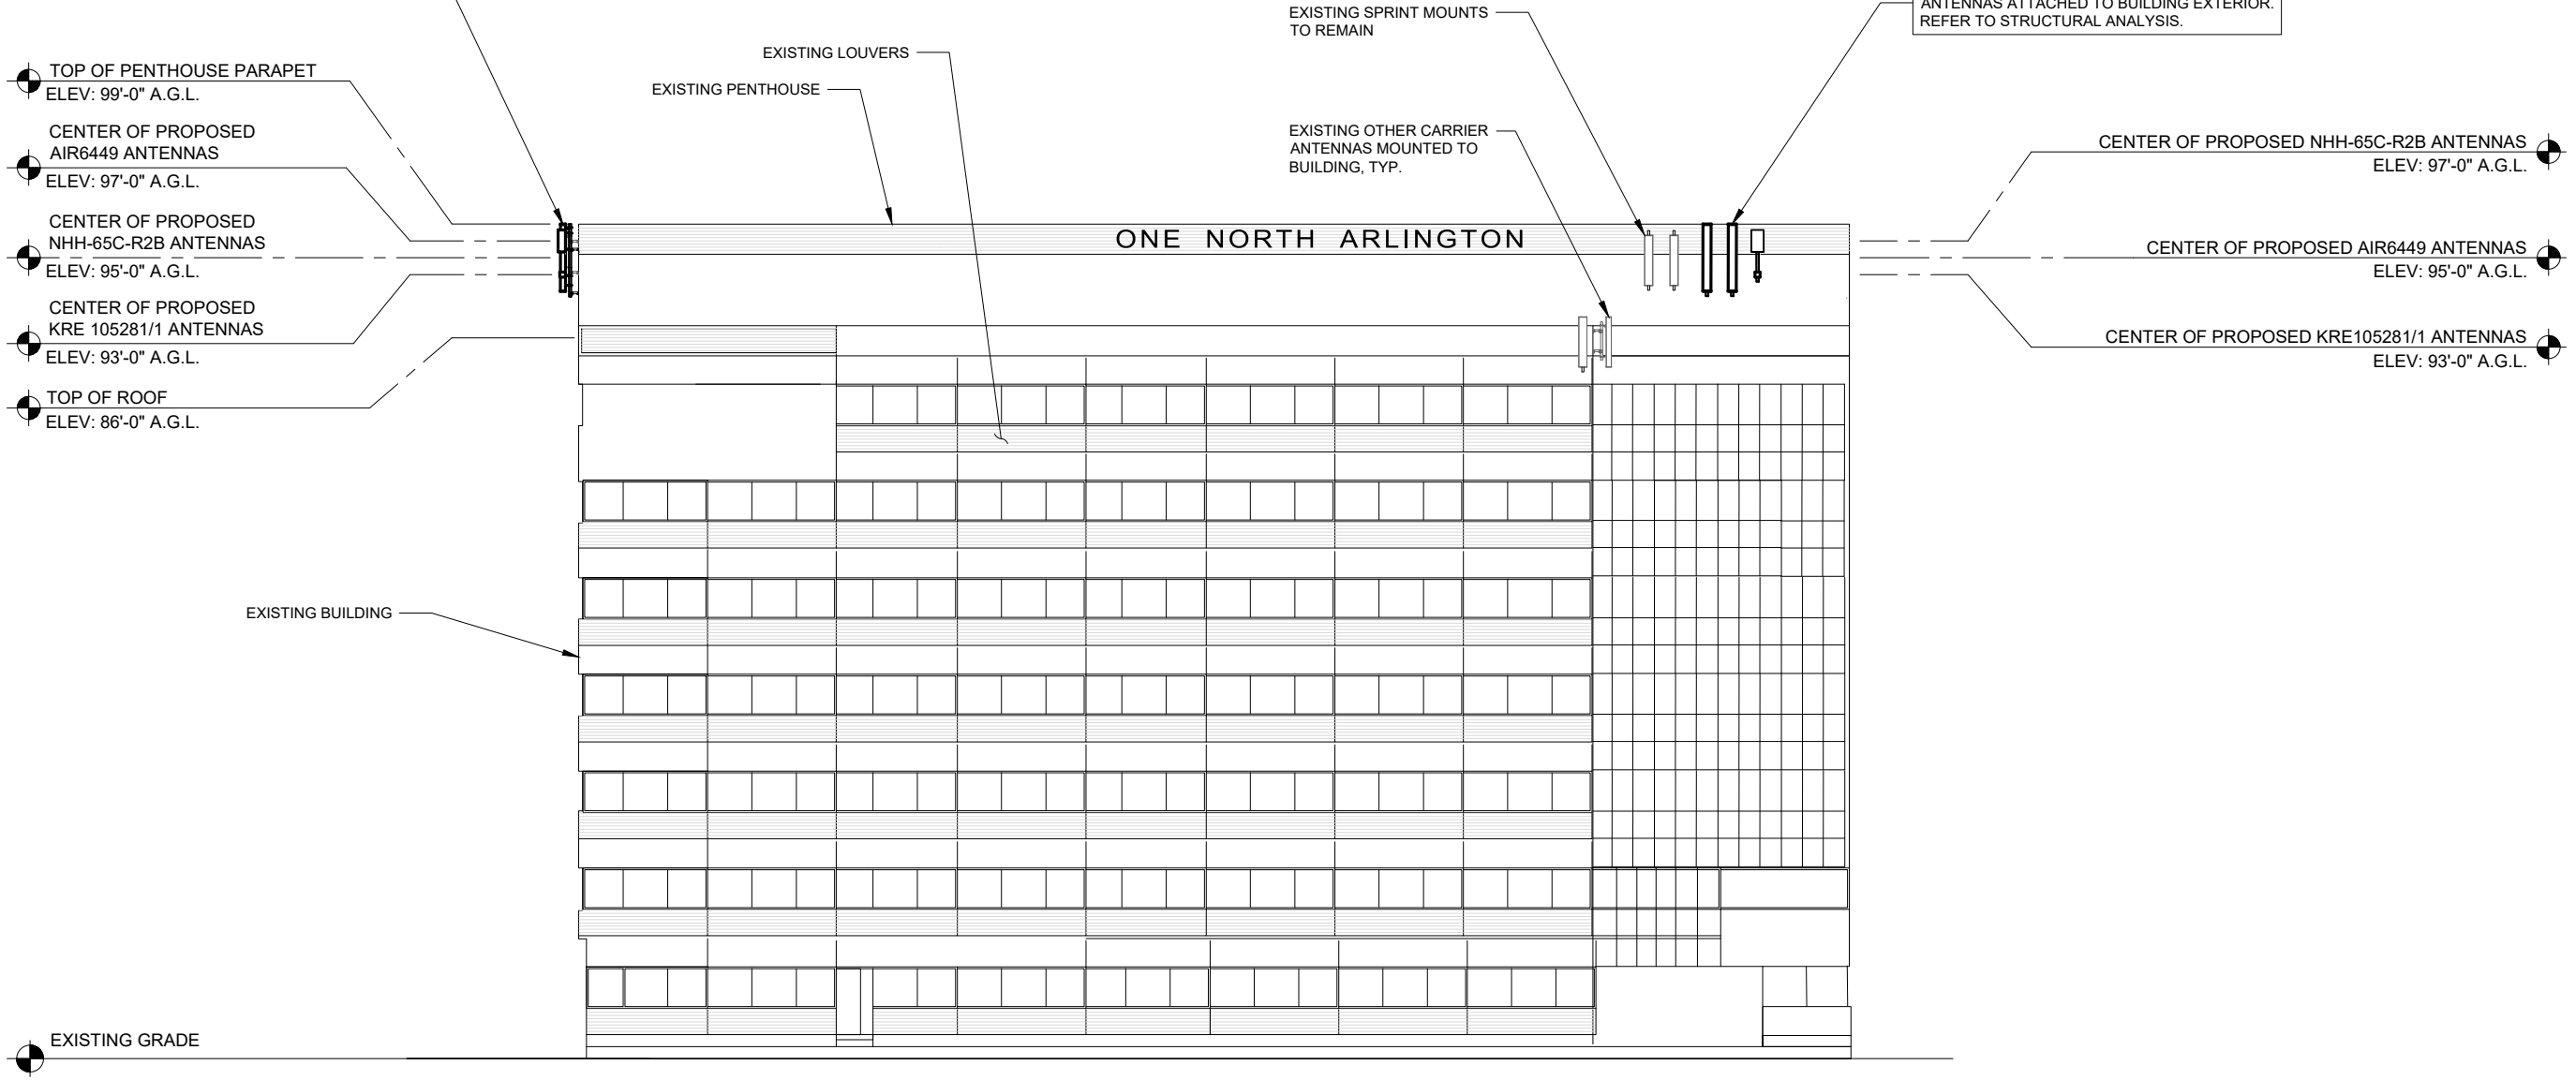 ANTENNAS ATTACHED TO BUILDING EXTERIOR.
REFER TO STRUCTURAL ANALYSIS.
EXISTING SPRINT MOUNTS
TO REMAIN
EXISTING LOUVERS
EXISTING PENTHOUSE
EXISTING OTHER CARRIER
ANTENNAS MOUNTED TO
BUILDING, TYP.
TOP OF PENTHOUSE PARAPET
ELEV: 99'-0" A.G.L.
CENTER OF PROPOSED
AIR6449 ANTENNAS
ELEV: 97'-0" A.G.L.
CENTER OF PROPOSED
NHH-65C-R2B ANTENNAS
ELEV: 95'-0" A.G.L.
CENTER OF PROPOSED
KRE 105281/1 ANTENNAS
ELEV: 93'-0" A.G.L.
TOP OF ROOF
ELEV: 86'-0" A.G.L.
CENTER OF PROPOSED NHH-65C-R2B ANTENNAS
ELEV: 97'-0" A.G.L.
CENTER OF PROPOSED AIR6449 ANTENNAS
ELEV: 95'-0" A.G.L.
CENTER OF PROPOSED KRE105281/1 ANTENNAS
ELEV: 93'-0" A.G.L.
ONE NORTH ARLINGTON
EXISTING BUILDING
EXISTING GRADE